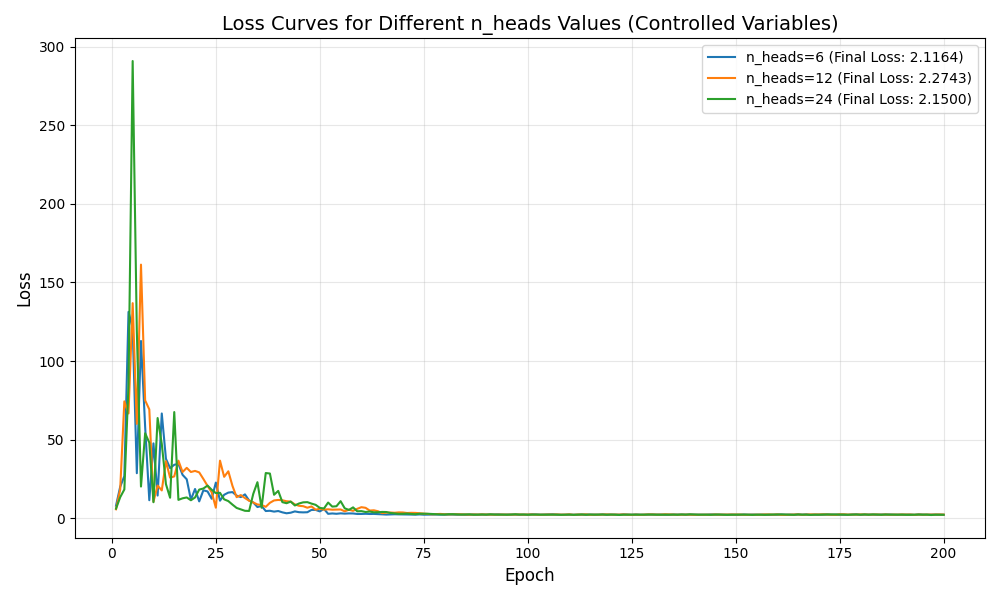 Loss Curves for Different n_heads Values (Controlled Variables)
n_heads=6 (Final Loss: 2.1164)
n_heads=12 (Final Loss: 2.2743)
n_heads=24 (Final Loss: 2.1500)
Loss
300
250
200
150
100
50
0
0 25 50 75 100 125 150 175 200
Epoch